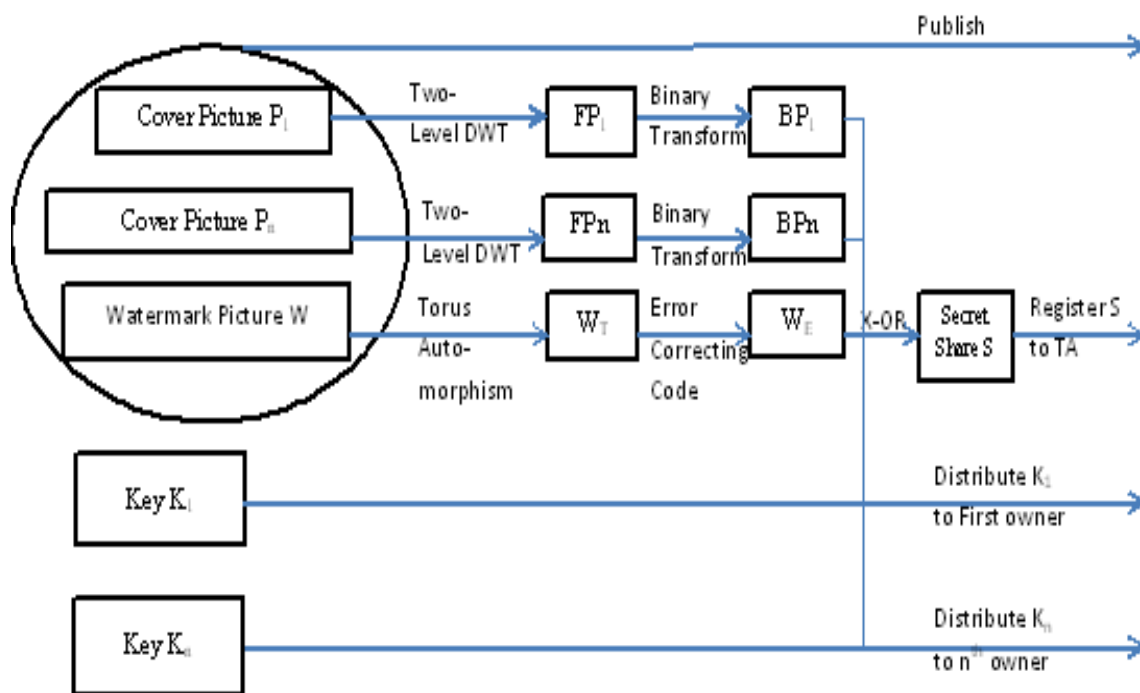 Publish
Cover Picture P1
Two-
Level DWT
FP1
Binary
Transform
BP1
Cover Picture Pn
Two-
Level DWT
FPn
Binary
Transform
BPn
Watermark Picture W
Torus
Auto-
morphism
WT
Error
Correcting
Code
WE
X-OR
Secret
Share S
Register S
to TA
Key K1
Distribute K1
to First owner
Key Kn
Distribute Kn
to nth owner